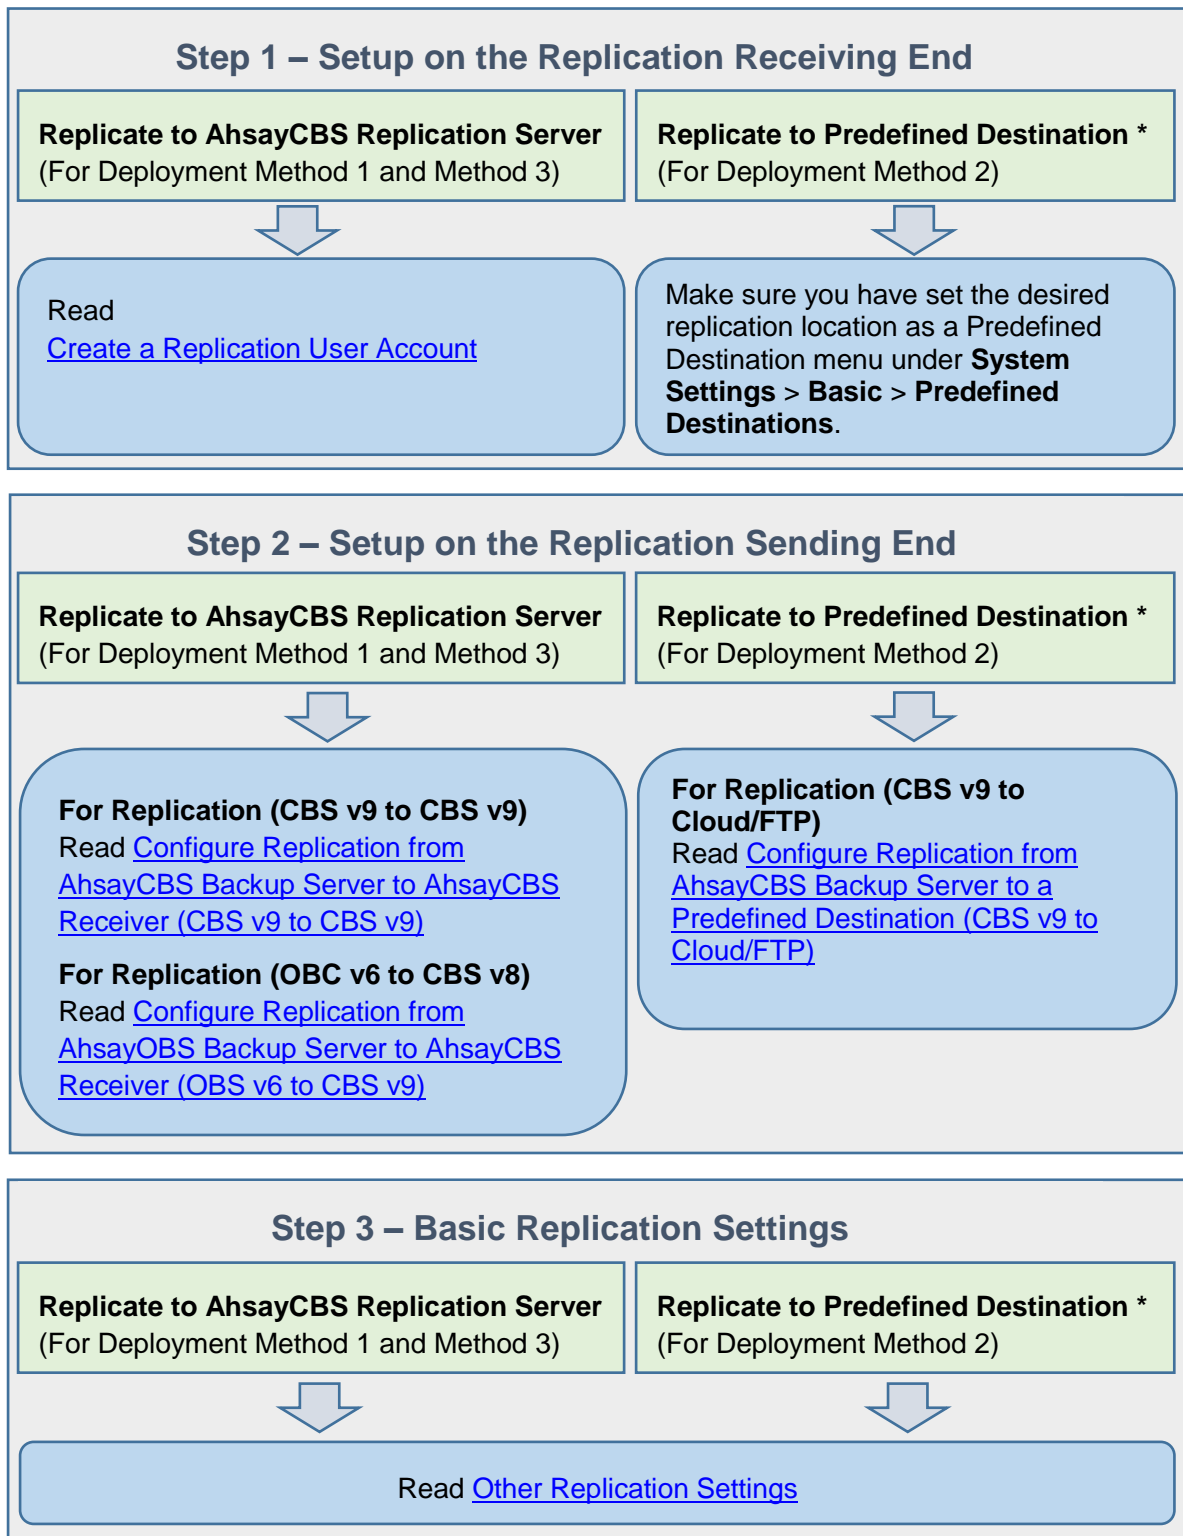 Step 1 – Setup on the Replication Receiving End
Replicate to AhsayCBS Replication Server
(For Deployment Method 1 and Method 3)
Replicate to Predefined Destination *
(For Deployment Method 2)
Read
Create a Replication User Account
Make sure you have set the desired
replication location as a Predefined
Destination menu under System
Settings > Basic > Predefined
Destinations.
Step 2 – Setup on the Replication Sending End
Replicate to AhsayCBS Replication Server
(For Deployment Method 1 and Method 3)
Replicate to Predefined Destination *
(For Deployment Method 2)
For Replication (CBS v9 to CBS v9)
Read Configure Replication from
AhsayCBS Backup Server to AhsayCBS
Receiver (CBS v9 to CBS v9)
For Replication (OBC v6 to CBS v8)
Read Configure Replication from
AhsayOBS Backup Server to AhsayCBS
Receiver (OBS v6 to CBS v9)
For Replication (CBS v9 to
Cloud/FTP)
Read Configure Replication from
AhsayCBS Backup Server to a
Predefined Destination (CBS v9 to
Cloud/FTP)
Step 3 – Basic Replication Settings
Replicate to AhsayCBS Replication Server
(For Deployment Method 1 and Method 3)
Replicate to Predefined Destination *
(For Deployment Method 2)
Read Other Replication Settings